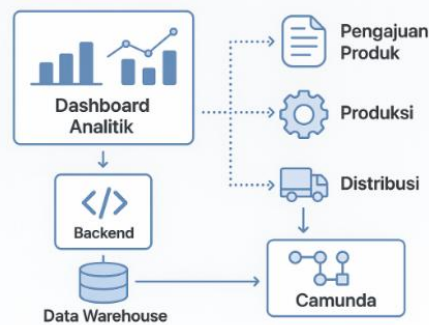 Dashboard
Analitik
Pengajuan
Produk
Produksi
Distribusi
</>
Backend
Data Warehouse
Camunda